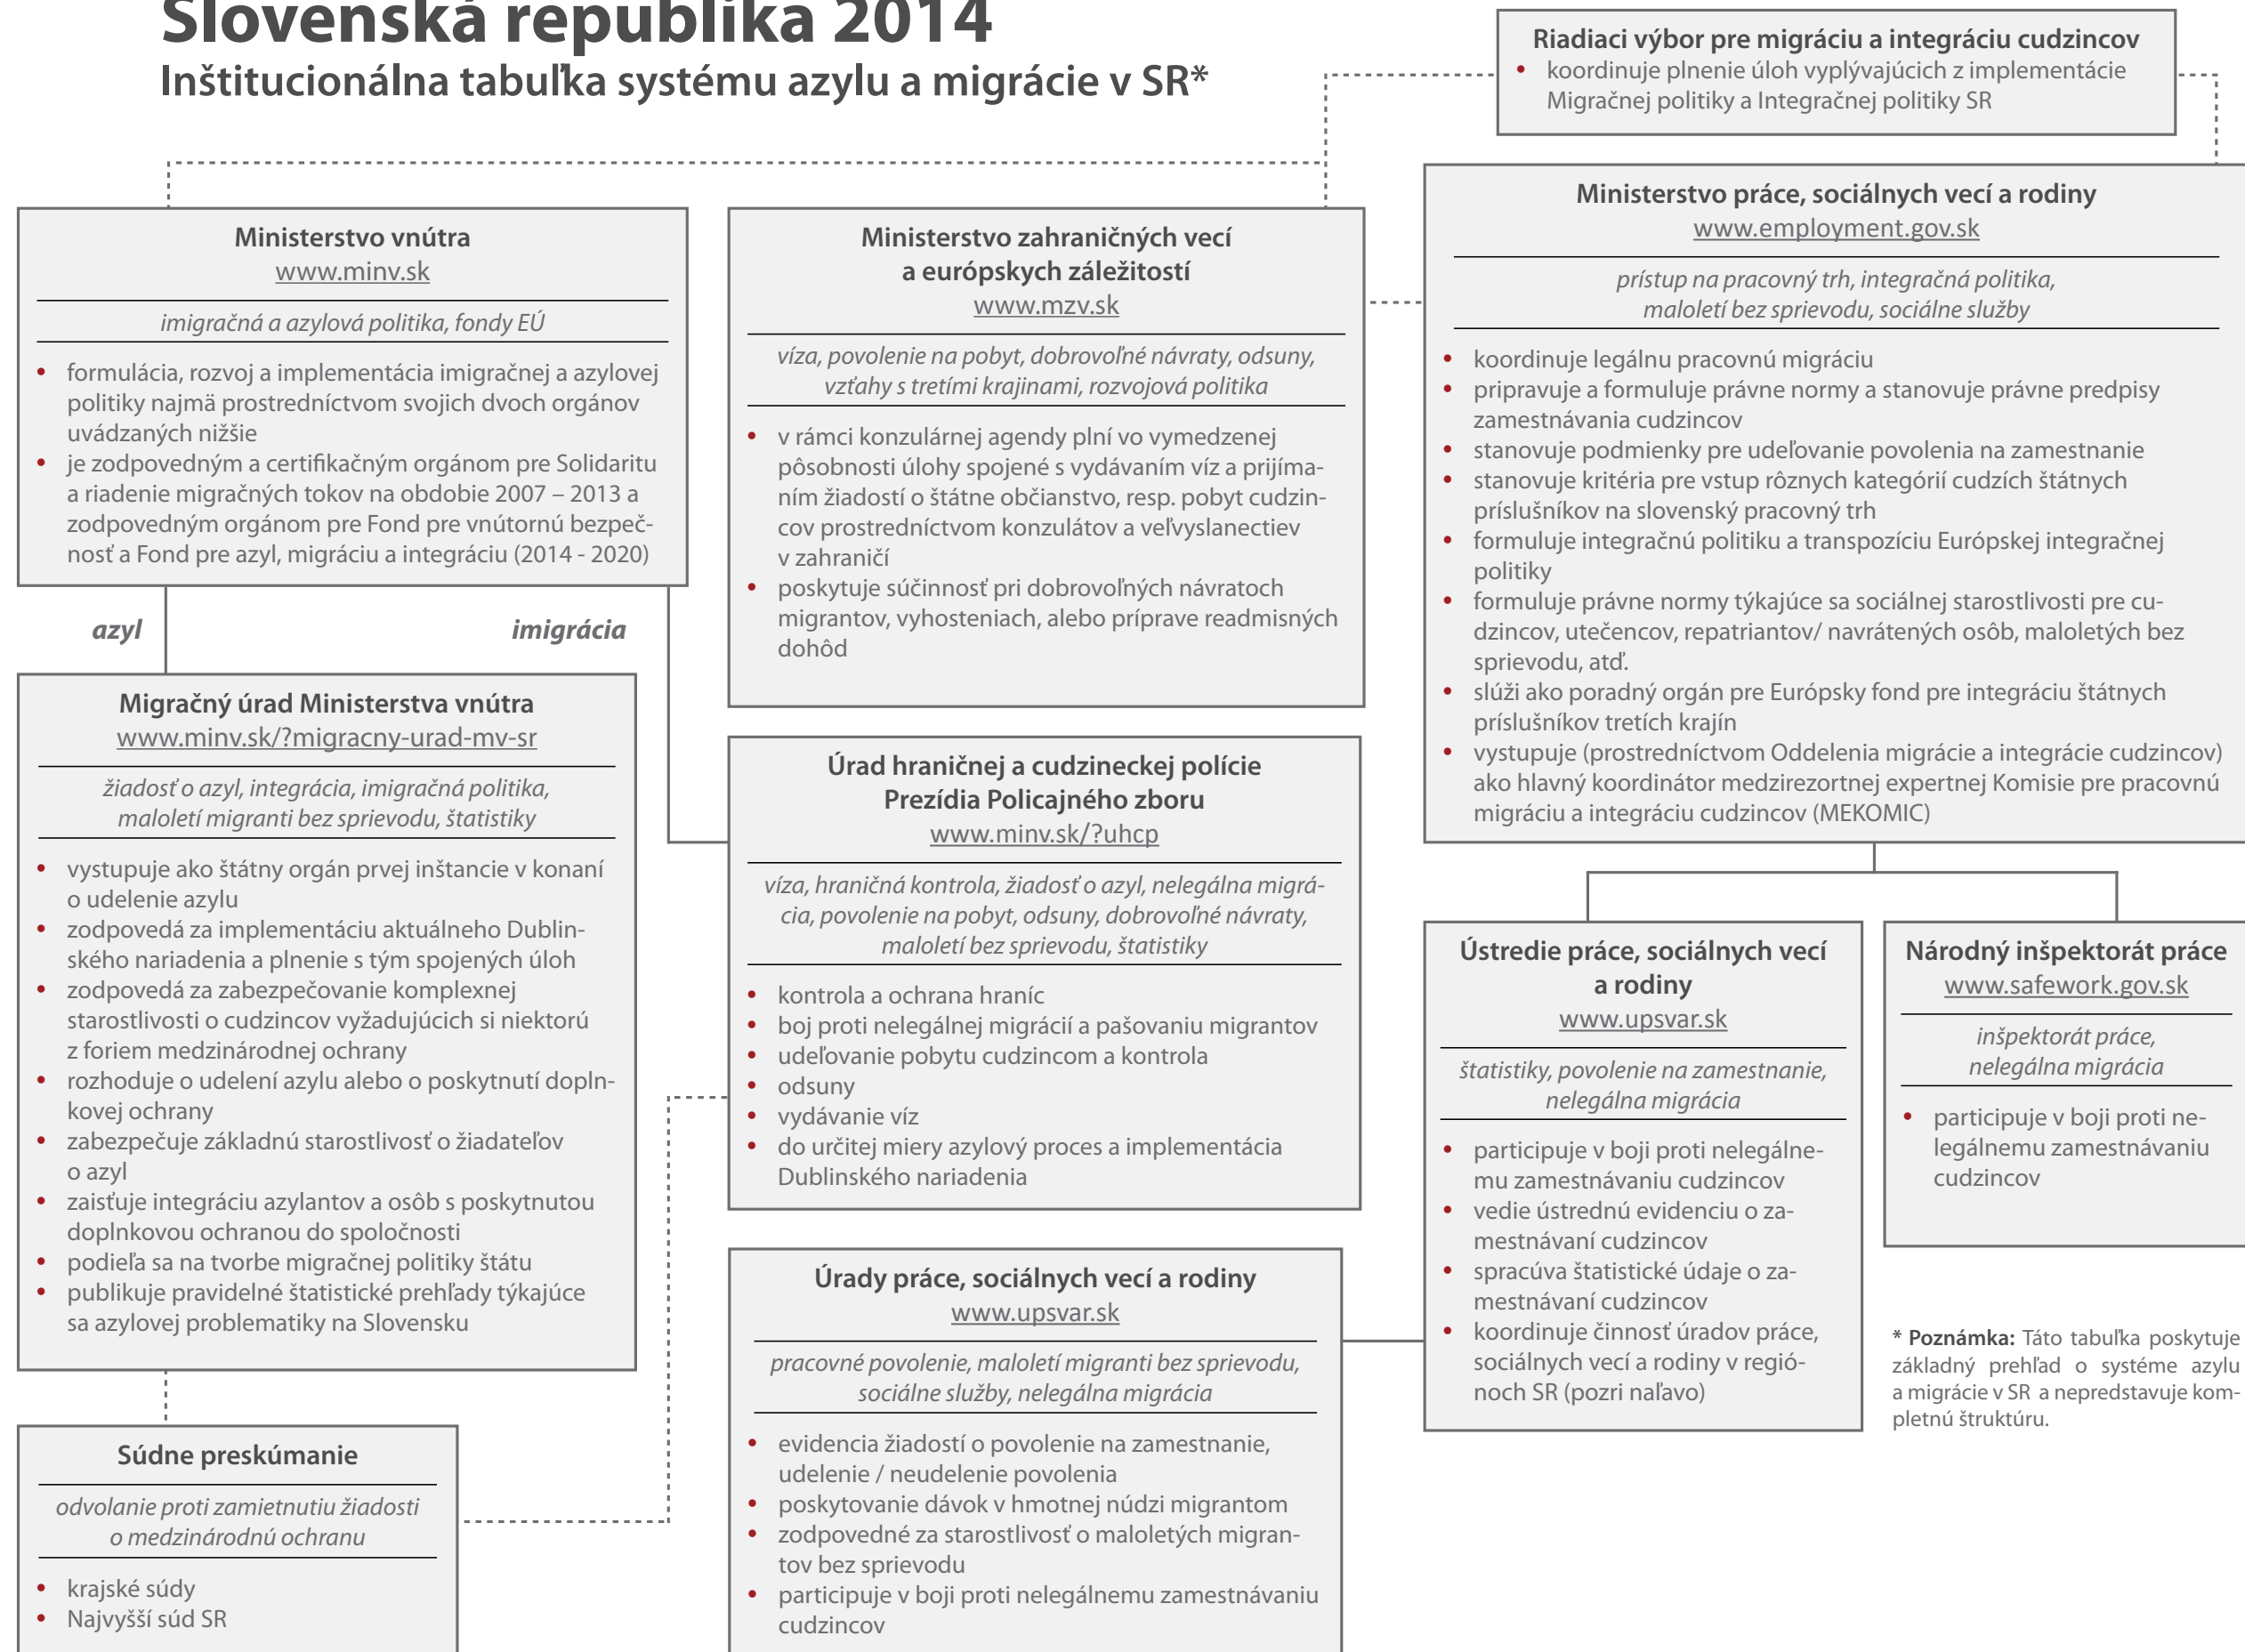 Slovenská republika 2014
Inštitucionálna tabuľka systému azylu a migrácie v SR*
Riadiaci výbor pre migráciu a integráciu cudzincov
• koordinuje plnenie úloh vyplývajúcich z implementácie
Migračnej politiky a Integračnej politiky SR
Ministerstvo vnútra
www.minv.sk
imigračná a azylová politika, fondy EÚ
• formulácia, rozvoj a implementácia imigračnej a azylovej
politiky najmä prostredníctvom svojich dvoch orgánov
uvádzaných nižšie
• je zodpovedným a certifikačným orgánom pre Solidaritu
a riadenie migračných tokov na obdobie 2007 – 2013 a
zodpovedným orgánom pre Fond pre vnútornú bezpeč-
nosť a Fond pre azyl, migráciu a integráciu (2014 - 2020)
azyl
imigrácia
Migračný úrad Ministerstva vnútra
www.minv.sk/?migracny-urad-mv-sr
žiadosť o azyl, integrácia, imigračná politika,
maloletí migranti bez sprievodu, štatistiky
• vystupuje ako štátny orgán prvej inštancie v konaní
o udelenie azylu
• zodpovedá za implementáciu aktuálneho Dublin-
ského nariadenia a plnenie s tým spojených úloh
• zodpovedá za zabezpečovanie komplexnej
starostlivosti o cudzincov vyžadujúcich si niektorú
z foriem medzinárodnej ochrany
• rozhoduje o udelení azylu alebo o poskytnutí dopln-
kovej ochrany
• zabezpečuje základnú starostlivosť o žiadateľov
o azyl
• zaisťuje integráciu azylantov a osôb s poskytnutou
doplnkovou ochranou do spoločnosti
• podieľa sa na tvorbe migračnej politiky štátu
• publikuje pravidelné štatistické prehľady týkajúce
sa azylovej problematiky na Slovensku
Súdne preskúmanie
odvolanie proti zamietnutiu žiadosti
o medzinárodnú ochranu
• krajské súdy
• Najvyšší súd SR
Ministerstvo zahraničných vecí
a európskych záležitostí
www.mzv.sk
víza, povolenie na pobyt, dobrovoľné návraty, odsuny,
vzťahy s tretími krajinami, rozvojová politika
• v rámci konzulárnej agendy plní vo vymedzenej
pôsobnosti úlohy spojené s vydávaním víz a prijíma-
ním žiadostí o štátne občianstvo, resp. pobyt cudzin-
cov prostredníctvom konzulátov a veľvyslanectiev
v zahraničí
• poskytuje súčinnosť pri dobrovoľných návratoch
migrantov, vyhosteniach, alebo príprave readmisných
dohôd
Úrad hraničnej a cudzineckej polície
Prezídia Policajného zboru
www.minv.sk/?uhcp
víza, hraničná kontrola, žiadosť o azyl, nelegálna migrá-
cia, povolenie na pobyt, odsuny, dobrovoľné návraty,
maloletí bez sprievodu, štatistiky
• kontrola a ochrana hraníc
• boj proti nelegálnej migrácií a pašovaniu migrantov
• udeľovanie pobytu cudzincom a kontrola
• odsuny
• vydávanie víz
• do určitej miery azylový proces a implementácia
Dublinského nariadenia
Úrady práce, sociálnych vecí a rodiny
www.upsvar.sk
pracovné povolenie, maloletí migranti bez sprievodu,
sociálne služby, nelegálna migrácia
• evidencia žiadostí o povolenie na zamestnanie,
udelenie / neudelenie povolenia
• poskytovanie dávok v hmotnej núdzi migrantom
• zodpovedné za starostlivosť o maloletých migran-
tov bez sprievodu
• participuje v boji proti nelegálnemu zamestnávaniu
cudzincov
Ministerstvo práce, sociálnych vecí a rodiny
www.employment.gov.sk
prístup na pracovný trh, integračná politika,
maloletí bez sprievodu, sociálne služby
• koordinuje legálnu pracovnú migráciu
• pripravuje a formuluje právne normy a stanovuje právne predpisy
zamestnávania cudzincov
• stanovuje podmienky pre udeľovanie povolenia na zamestnanie
• stanovuje kritéria pre vstup rôznych kategórií cudzích štátnych
príslušníkov na slovenský pracovný trh
• formuluje integračnú politiku a transpozíciu Európskej integračnej
politiky
• formuluje právne normy týkajúce sa sociálnej starostlivosti pre cu-
dzincov, utečencov, repatriantov/ navrátených osôb, maloletých bez
sprievodu, atď.
• slúži ako poradný orgán pre Európsky fond pre integráciu štátnych
príslušníkov tretích krajín
• vystupuje (prostredníctvom Oddelenia migrácie a integrácie cudzincov)
ako hlavný koordinátor medzirezortnej expertnej Komisie pre pracovnú
migráciu a integráciu cudzincov (MEKOMIC)
Ústredie práce, sociálnych vecí
a rodiny
www.upsvar.sk
štatistiky, povolenie na zamestnanie,
nelegálna migrácia
• participuje v boji proti nelegálne-
mu zamestnávaniu cudzincov
• vedie ústrednú evidenciu o za-
mestnávaní cudzincov
• spracúva štatistické údaje o za-
mestnávaní cudzincov
• koordinuje činnosť úradov práce,
sociálnych vecí a rodiny v regió-
noch SR (pozri naľavo)
Národný inšpektorát práce
www.safework.gov.sk
inšpektorát práce,
nelegálna migrácia
• participuje v boji proti ne-
legálnemu zamestnávaniu
cudzincov
* Poznámka: Táto tabuľka poskytuje
základný prehľad o systéme azylu
a migrácie v SR a nepredstavuje kom-
pletnú štruktúru.